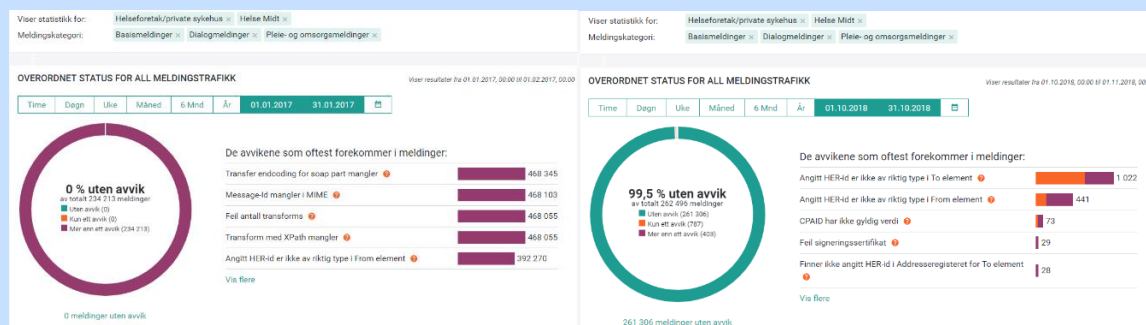 Viser statistikk for: Helseforetak/private sykehus × Helse Midt ×
Meldingskategori: Basismeldinger × Dialogmeldinger × Pleie- og omsorgsmeldinger ×
OVERORDNET STATUS FOR ALL MELDINGSTRAFIKK
Viser resultater fra 01.01.2017, 00:00 til 01.02.2017, 00:00
Time Døgn Uke Måned 6 Mnd År 01.01.2017 31.01.2017
0 % uten avvik
av totalt 234 213 meldinger
Uten avvik (0)
Kun ett avvik (0)
Mer enn ett avvik (234 213)
0 meldinger uten avvik
De avvikene som oftest forekommer i meldinger:
Transfer endcoding for soap part mangler ? 468 345
Message-Id mangler i MIME ? 468 103
Feil antall transforms ? 468 055
Transform med XPath mangler ? 468 055
Angitt HER-id er ikke av riktig type i From element ? 392 270
Vis flere
Viser statistikk for: Helseforetak/private sykehus × Helse Midt ×
Meldingskategori: Basismeldinger × Dialogmeldinger × Pleie- og omsorgsmeldinger ×
OVERORDNET STATUS FOR ALL MELDINGSTRAFIKK
Viser resultater fra 01.10.2018, 00:00 til 01.11.2018, 00
Time Døgn Uke Måned 6 Mnd År 01.10.2018 31.10.2018
99,5 % uten avvik
av totalt 262 496 meldinger
Uten avvik (261 306)
Kun ett avvik (787)
Mer enn ett avvik (403)
261 306 meldinger uten avvik
De avvikene som oftest forekommer i meldinger:
Angitt HER-id er ikke av riktig type i To element ? 1 022
Angitt HER-id er ikke av riktig type i From element ? 441
CPAID har ikke gyldig verdi ? 73
Feil signeringssertifikat ? 29
Finner ikke angitt HER-id i Addresseregisteret for To element ? 28
Vis flere